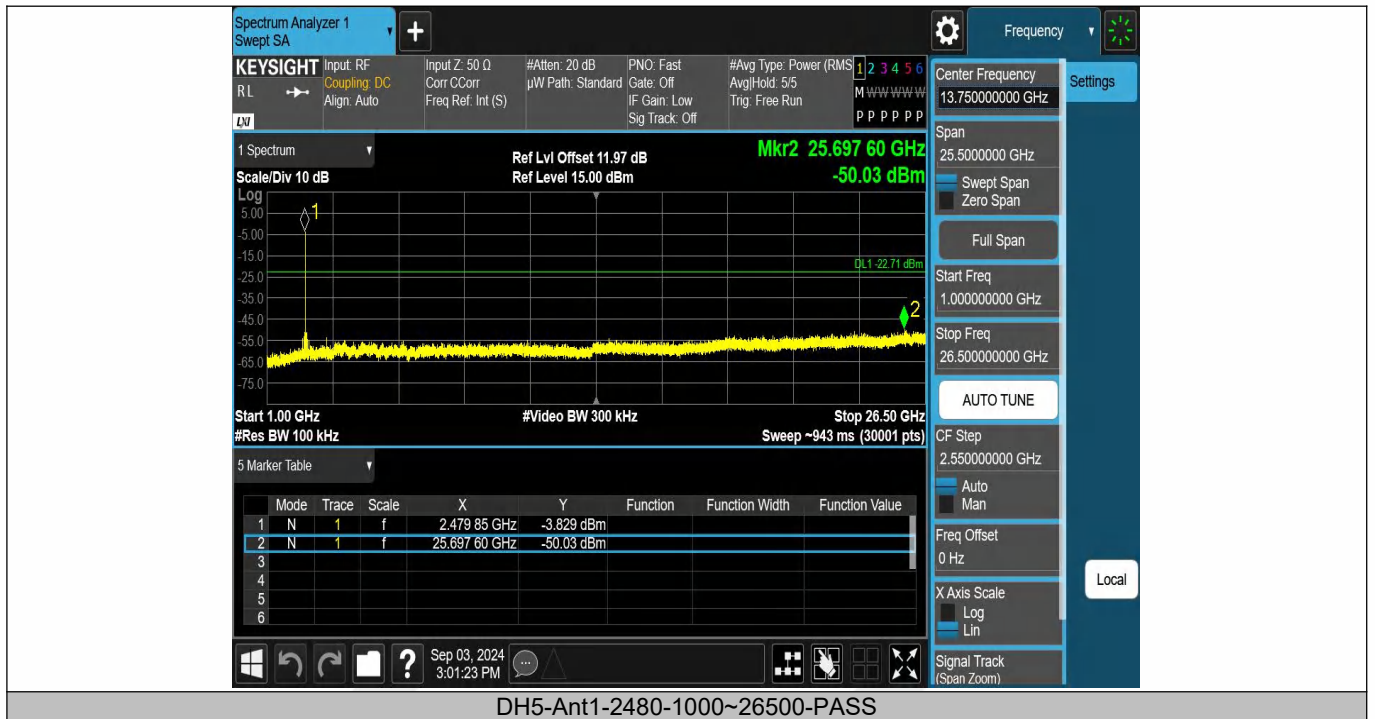 Spectrum Analyzer 1
Swept SA
Frequency
KEYSIGHT
RL
LXI
Input: RF
Coupling: DC
Align: Auto
Input Z: 50 Ω
Corr CCorr
Freq Ref: Int (S)
#Atten: 20 dB
µW Path: Standard
PNO: Fast
Gate: Off
IF Gain: Low
Sig Track: Off
#Avg Type: Power (RMS
Avg|Hold: 5/5
Trig: Free Run
1 2 3 4 5 6
M W W W W W
P P P P P P
1 Spectrum
Scale/Div 10 dB
Ref Lvl Offset 11.97 dB
Ref Level 15.00 dBm
Mkr2 25.697 60 GHz
-50.03 dBm
Log
5.00
-5.00
-15.0
-25.0
-35.0
-45.0
-55.0
-65.0
-75.0
1
DL1 -22.71 dBm
2
Start 1.00 GHz
#Video BW 300 kHz
Stop 26.50 GHz
#Res BW 100 kHz
Sweep ~943 ms (30001 pts)
5 Marker Table
Mode Trace Scale X Y Function Function Width Function Value
1 N 1 f 2.479 85 GHz -3.829 dBm
2 N 1 f 25.697 60 GHz -50.03 dBm
3
4
5
6
Sep 03, 2024
3:01:23 PM
Center Frequency
13.750000000 GHz
Settings
Span
25.5000000 GHz
Swept Span
Zero Span
Full Span
Start Freq
1.000000000 GHz
Stop Freq
26.500000000 GHz
AUTO TUNE
CF Step
2.550000000 GHz
Auto
Man
Freq Offset
0 Hz
Local
X Axis Scale
Log
Lin
Signal Track
(Span Zoom)
DH5-Ant1-2480-1000~26500-PASS